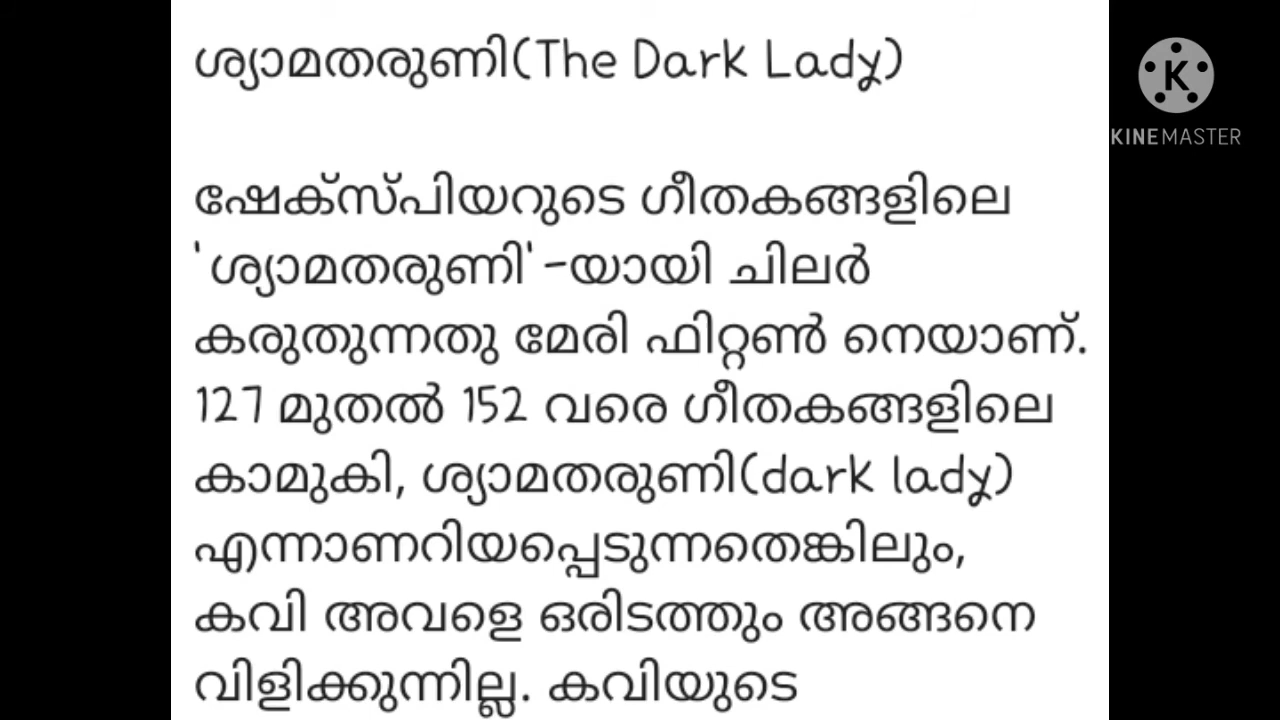 ശ്യാമതരുണി(The Dark Lady)
K
KINEMASTER
ഷേക്സ്പിയറുടെ ഗീതകങ്ങളിലെ
'ശ്യാമതരുണി'-യായി ചിലർ
കരുതുന്നതു മേരി ഫിറ്റൺ നെയാണ്.
127 മുതൽ 152 വരെ ഗീതകങ്ങളിലെ
കാമുകി, ശ്യാമതരുണി(dark lady)
എന്നാണറിയപ്പെടുന്നതെങ്കിലും,
കവി അവളെ ഒരിടത്തും അങ്ങനെ
വിളിക്കുന്നില്ല. കവിയുടെ